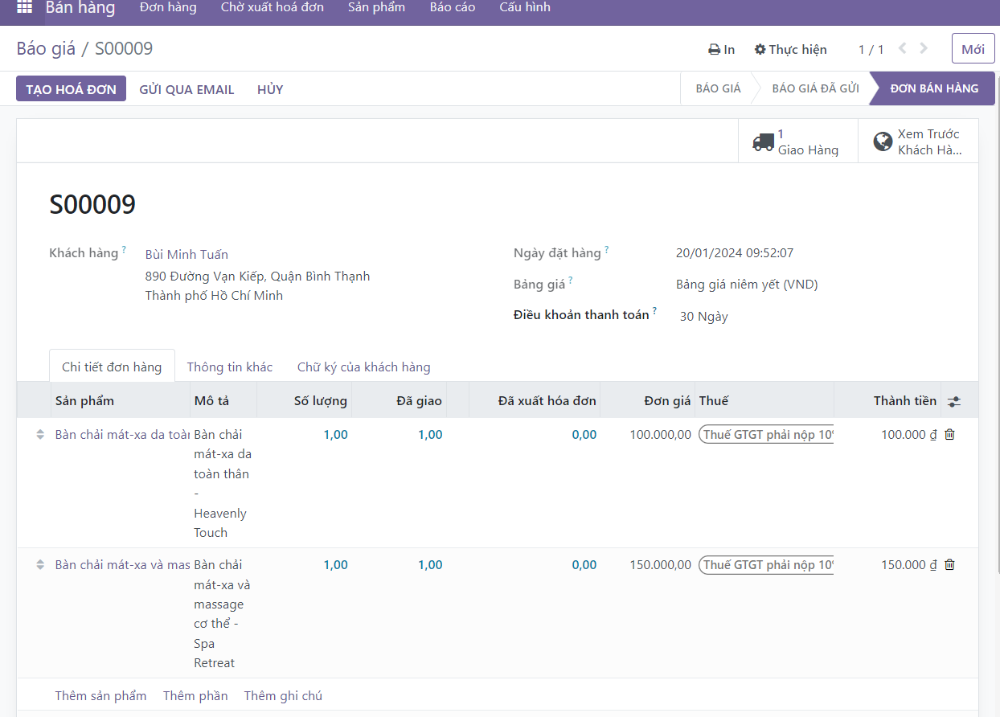 Bán hàng Đơn hàng Chờ xuất hoá đơn Sản phẩm Báo cáo Cấu hình
Báo giá / S00009 In Thực hiện 1 / 1 Mới
TẠO HOÁ ĐƠN GỬI QUA EMAIL HỦY BÁO GIÁ BÁO GIÁ ĐÃ GỬI ĐƠN BÁN HÀNG
1
Giao Hàng
Xem Trước
Khách Hà...
S00009
Khách hàng ? Bùi Minh Tuấn
890 Đường Vạn Kiếp, Quận Bình Thạnh
Thành phố Hồ Chí Minh
Ngày đặt hàng ? 20/01/2024 09:52:07
Bảng giá ? Bảng giá niêm yết (VND)
Điều khoản thanh toán ? 30 Ngày
Chi tiết đơn hàng Thông tin khác Chữ ký của khách hàng
Sản phẩm Mô tả Số lượng Đã giao Đã xuất hóa đơn Đơn giá Thuế Thành tiền
Bàn chải mát-xa da toàn Bàn chải 1,00 1,00 0,00 100.000,00 Thuế GTGT phải nộp 10% 100.000 ₫
mát-xa da
toàn thân
-
Heavenly
Touch
Bàn chải mát-xa và mas Bàn chải 1,00 1,00 0,00 150.000,00 Thuế GTGT phải nộp 10% 150.000 ₫
mát-xa và
massage
cơ thể -
Spa
Retreat
Thêm sản phẩm Thêm phần Thêm ghi chú